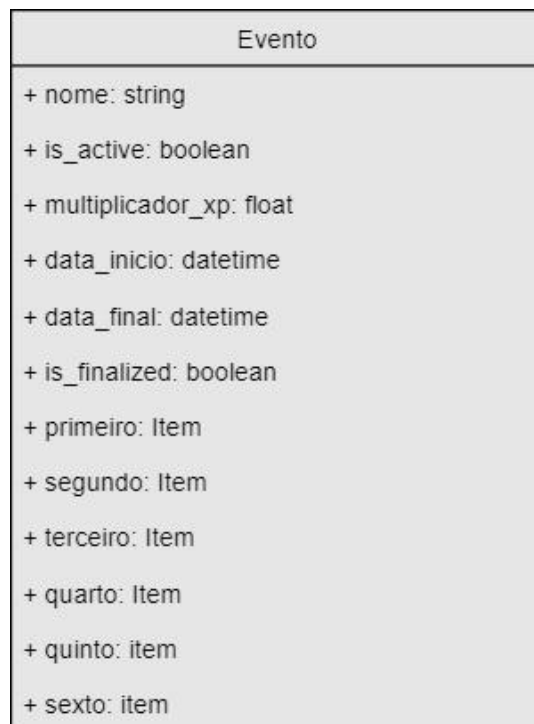 Evento
+ nome: string
+ is_active: boolean
+ multiplicador_xp: float
+ data_inicio: datetime
+ data_final: datetime
+ is_finalized: boolean
+ primeiro: Item
+ segundo: Item
+ terceiro: Item
+ quarto: Item
+ quinto: item
+ sexto: item